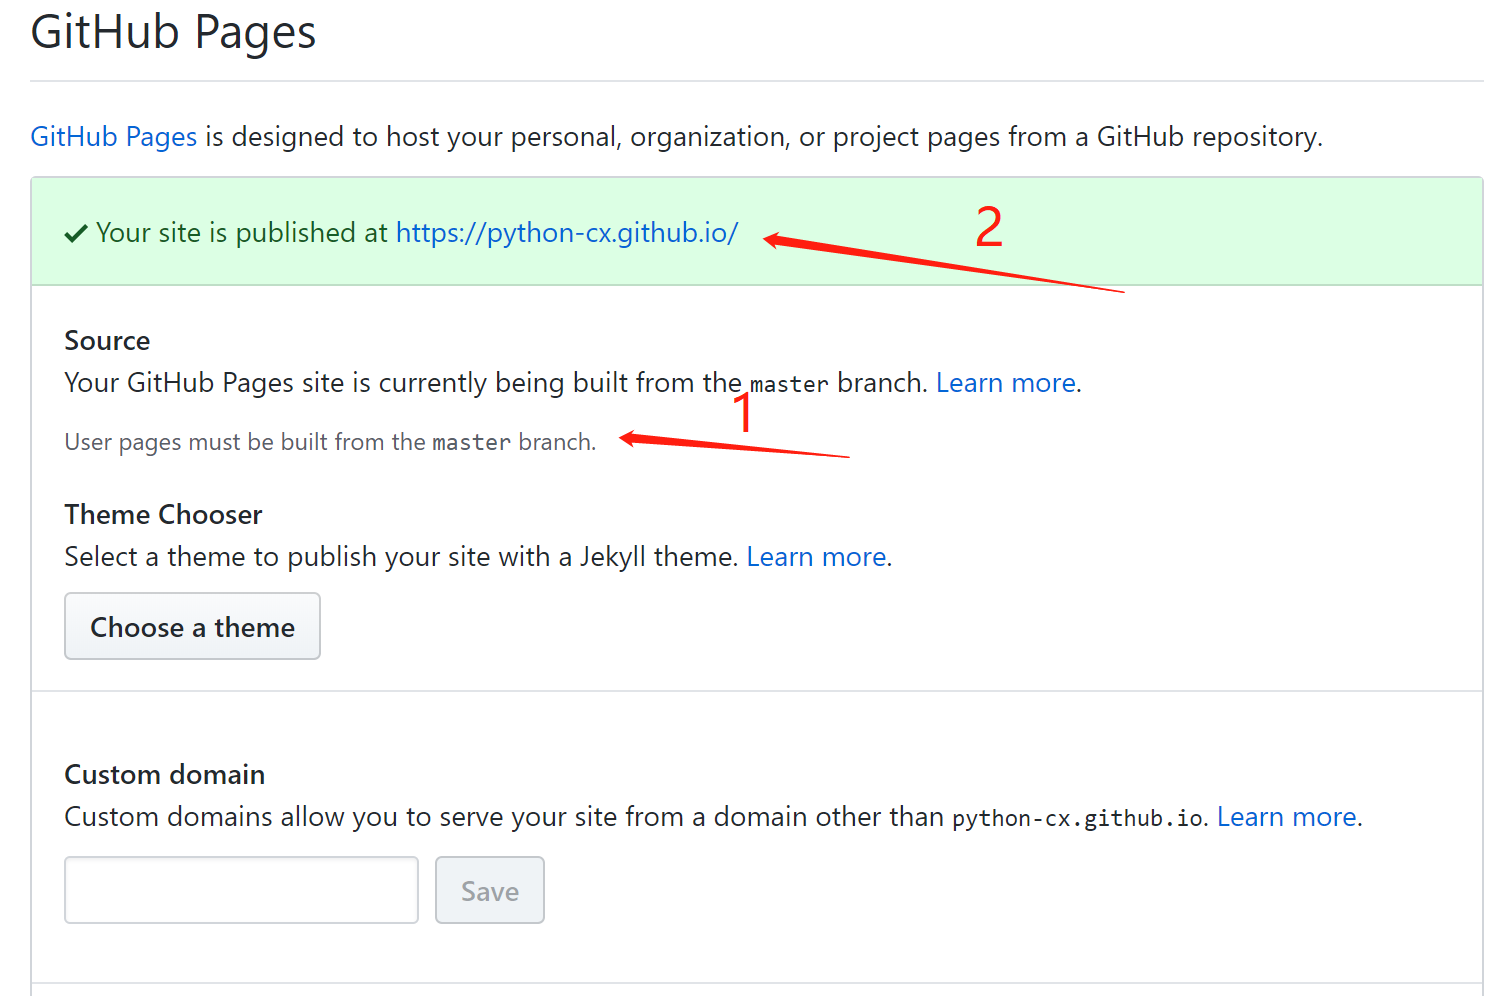 GitHub Pages
GitHub Pages is designed to host your personal, organization, or project pages from a GitHub repository.
Your site is published at https://python-cx.github.io/
2
Source
Your GitHub Pages site is currently being built from the master branch. Learn more.
1
User pages must be built from the master branch.
Theme Chooser
Select a theme to publish your site with a Jekyll theme. Learn more.
Choose a theme
Custom domain
Custom domains allow you to serve your site from a domain other than python-cx.github.io. Learn more.
Save